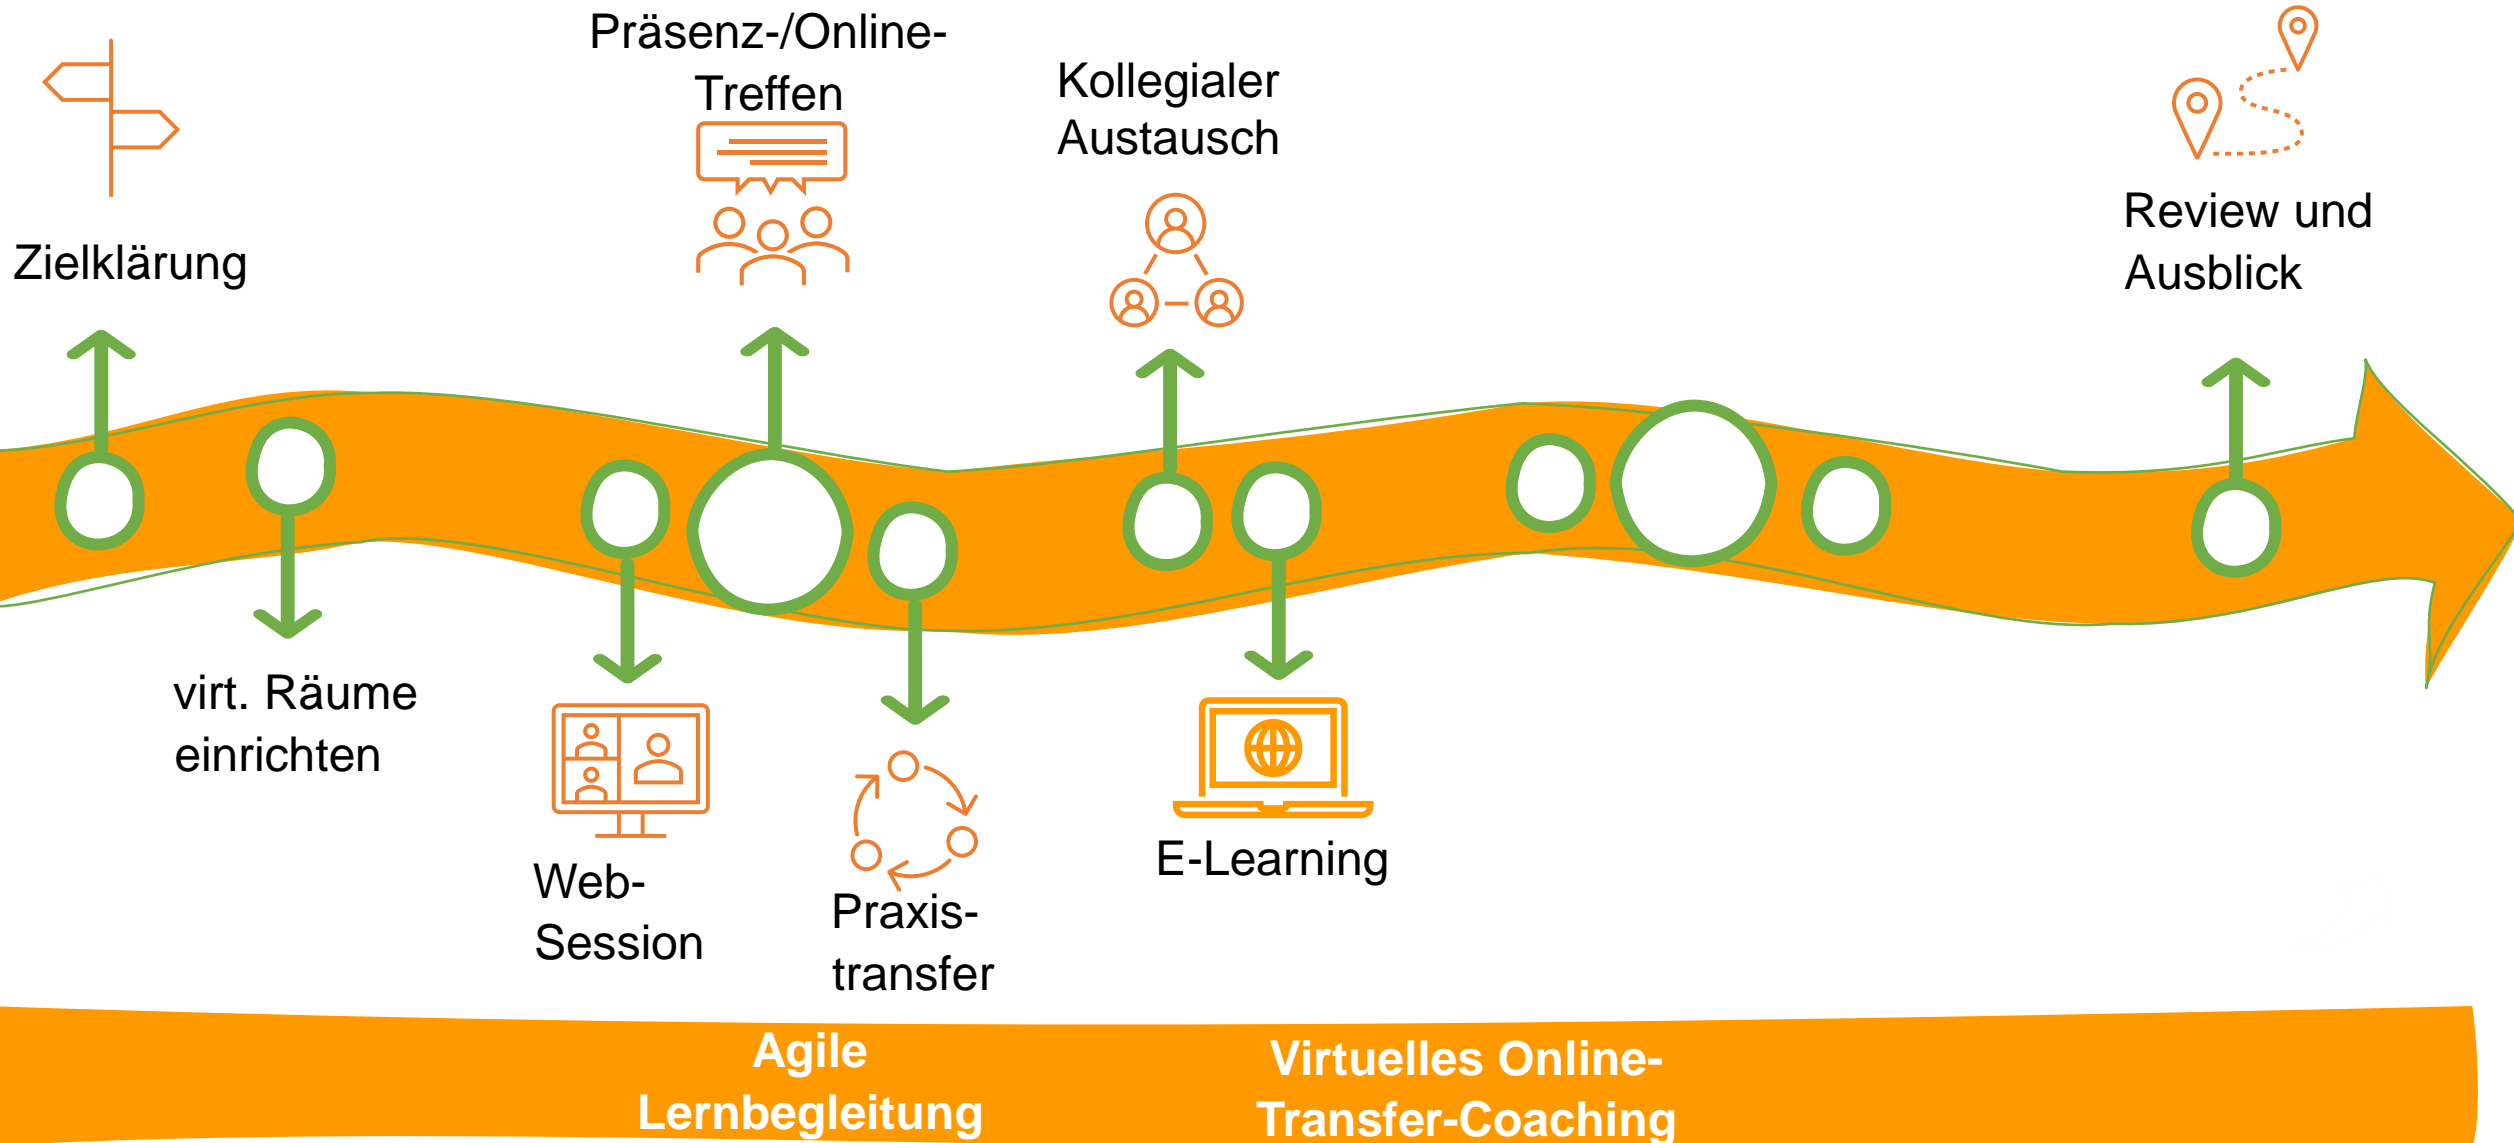 Präsenz-/Online-
Treffen
Kollegialer
Austausch
Zielklärung
Review und
Ausblick
virt. Räume
einrichten
Web-
Session
Praxis-
transfer
E-Learning
Agile
Lernbegleitung
Virtuelles Online-
Transfer-Coaching